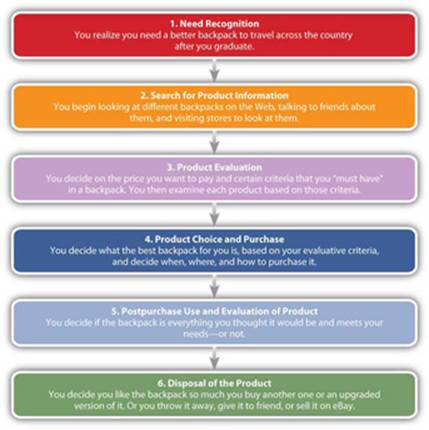 1. Need Recognition
You realize you need a better backpack to travel across the country
after you graduate.
2. Search for Product Information
You begin looking at different backpacks on the Web, talking to friends about
them, and visiting stores to look at them.
3. Product Evaluation
You decide on the price you want to pay and certain criteria that you “must have”
in a backpack. You then examine each product based on those criteria.
4. Product Choice and Purchase
You decide what the best backpack for you is, based on your evaluative criteria,
and decide when, where, and how to purchase it.
5. Postpurchase Use and Evaluation of Product
You decide if the backpack is everything you thought it would be and meets your
needs—or not.
6. Disposal of the Product
You decide you like the backpack so much you buy another one or an upgraded
version of it. Or you throw it away, give it to friend, or sell it on eBay.